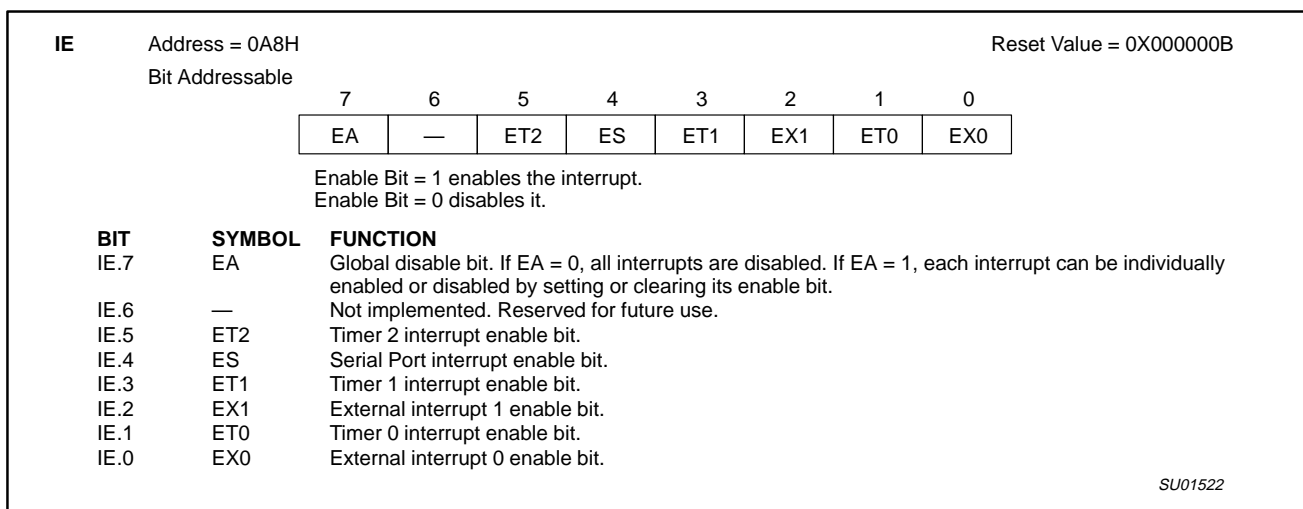 IE Address = 0A8H Reset Value = 0X000000B
Bit Addressable
7 6 5 4 3 2 1 0
EA — ET2 ES ET1 EX1 ET0 EX0
Enable Bit = 1 enables the interrupt.
Enable Bit = 0 disables it.
BIT SYMBOL FUNCTION
IE.7 EA Global disable bit. If EA = 0, all interrupts are disabled. If EA = 1, each interrupt can be individually
enabled or disabled by setting or clearing its enable bit.
IE.6 — Not implemented. Reserved for future use.
IE.5 ET2 Timer 2 interrupt enable bit.
IE.4 ES Serial Port interrupt enable bit.
IE.3 ET1 Timer 1 interrupt enable bit.
IE.2 EX1 External interrupt 1 enable bit.
IE.1 ET0 Timer 0 interrupt enable bit.
IE.0 EX0 External interrupt 0 enable bit.
SU01522